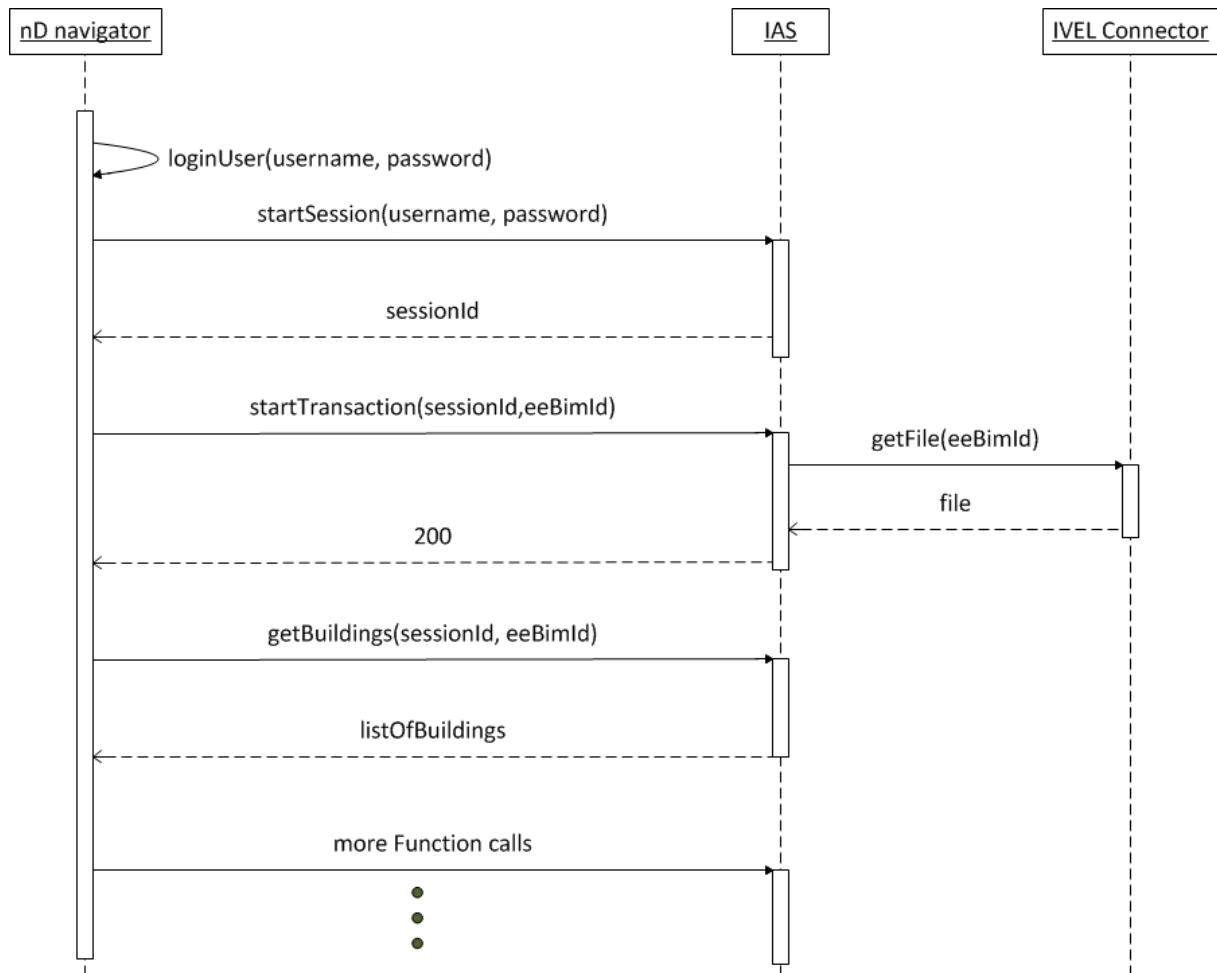 nD navigator
IAS
IVEL Connector
loginUser(username, password)
startSession(username, password)
sessionId
startTransaction(sessionId,eeBimId)
getFile(eeBimId)
file
200
getBuildings(sessionId, eeBimId)
listOfBuildings
more Function calls